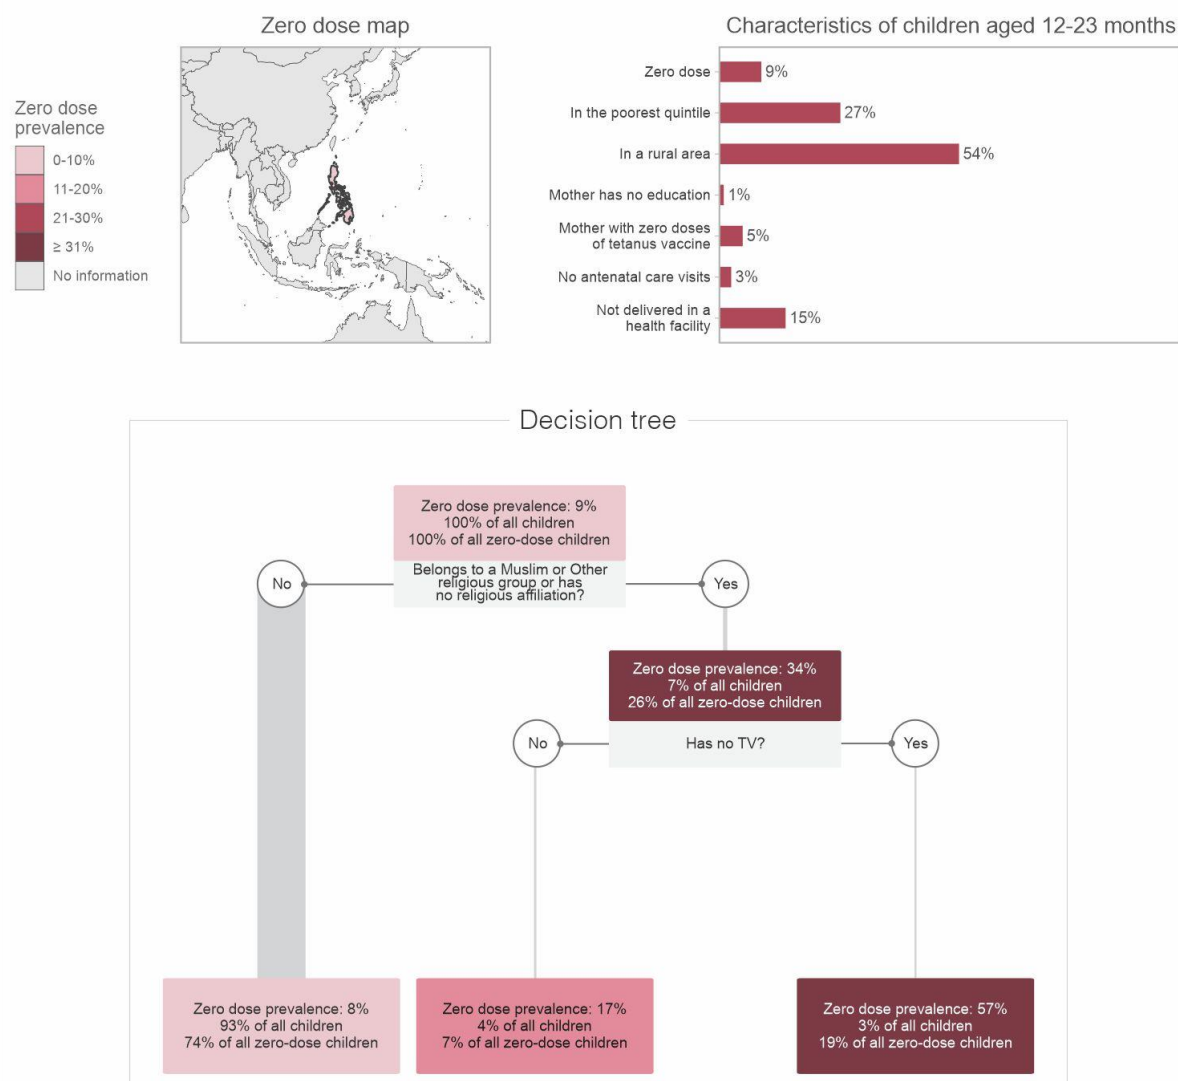 Zero dose map
Characteristics of children aged 12-23 months
Zero dose
prevalence
0-10%
11-20%
21-30%
≥ 31%
No information
Zero dose
9%
In the poorest quintile
27%
In a rural area
54%
Mother has no education
1%
Mother with zero doses
of tetanus vaccine
5%
No antenatal care visits
3%
Not delivered in a
health facility
15%
Decision tree
Zero dose prevalence: 9%
100% of all children
100% of all zero-dose children
Belongs to a Muslim or Other
religious group or has
no religious affiliation?
No
Yes
Zero dose prevalence: 34%
7% of all children
26% of all zero-dose children
Has no TV?
No
Yes
Zero dose prevalence: 8%
93% of all children
74% of all zero-dose children
Zero dose prevalence: 17%
4% of all children
7% of all zero-dose children
Zero dose prevalence: 57%
3% of all children
19% of all zero-dose children